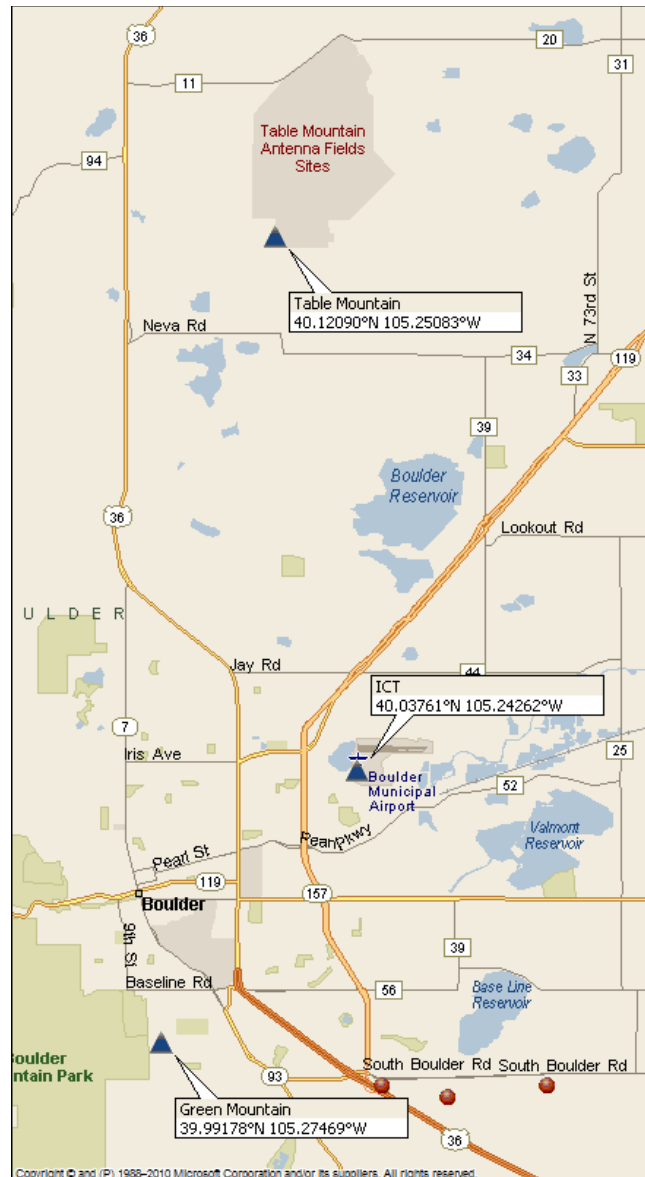 36
20
11
31
Table Mountain
Antenna Fields
Sites
94
Table Mountain
40.12090°N 105.25083°W
N 73rd St
Neva Rd
34
119
33
39
Boulder
Reservoir
36
Lookout Rd
U L D E R
Jay Rd
44
ICT
40.03761°N 105.24262°W
7
Iris Ave
25
Boulder
Municipal
Airport
52
Pearl Pkwy
Valmont
Reservoir
Pearl St
119
157
Boulder
9th St
39
Baseline Rd
56
Base Line
Reservoir
oulder
ntain Park
South Boulder Rd
South Boulder Rd
93
Green Mountain
39.99178°N 105.27469°W
36
Copyright © and (P) 1988–2010 Microsoft Corporation and/or its suppliers. All rights reserved.